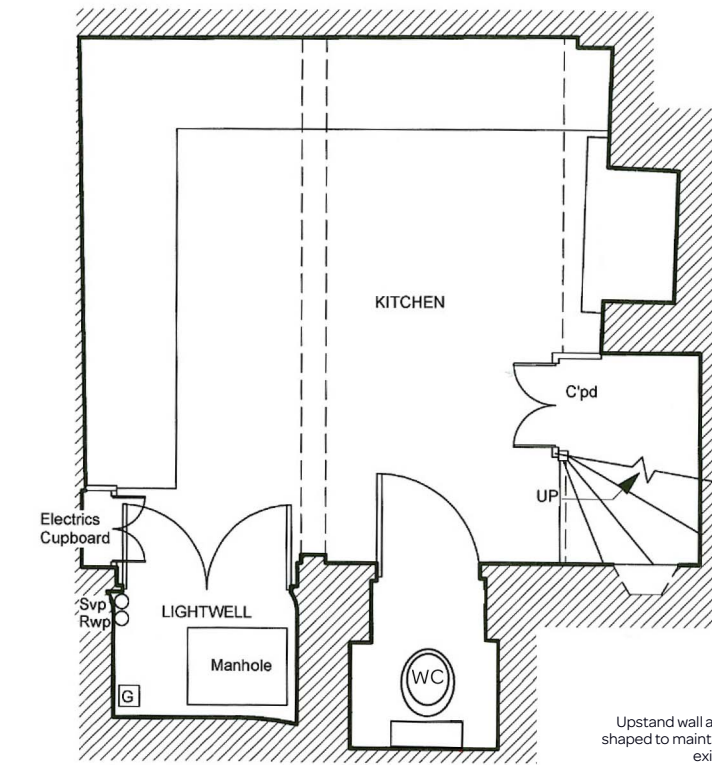 KITCHEN
C'pd
UP
Electrics
Cupboard
Svp
Rwp
LIGHTWELL
Manhole
G
WC
Upstand wall a
shaped to maint
exi